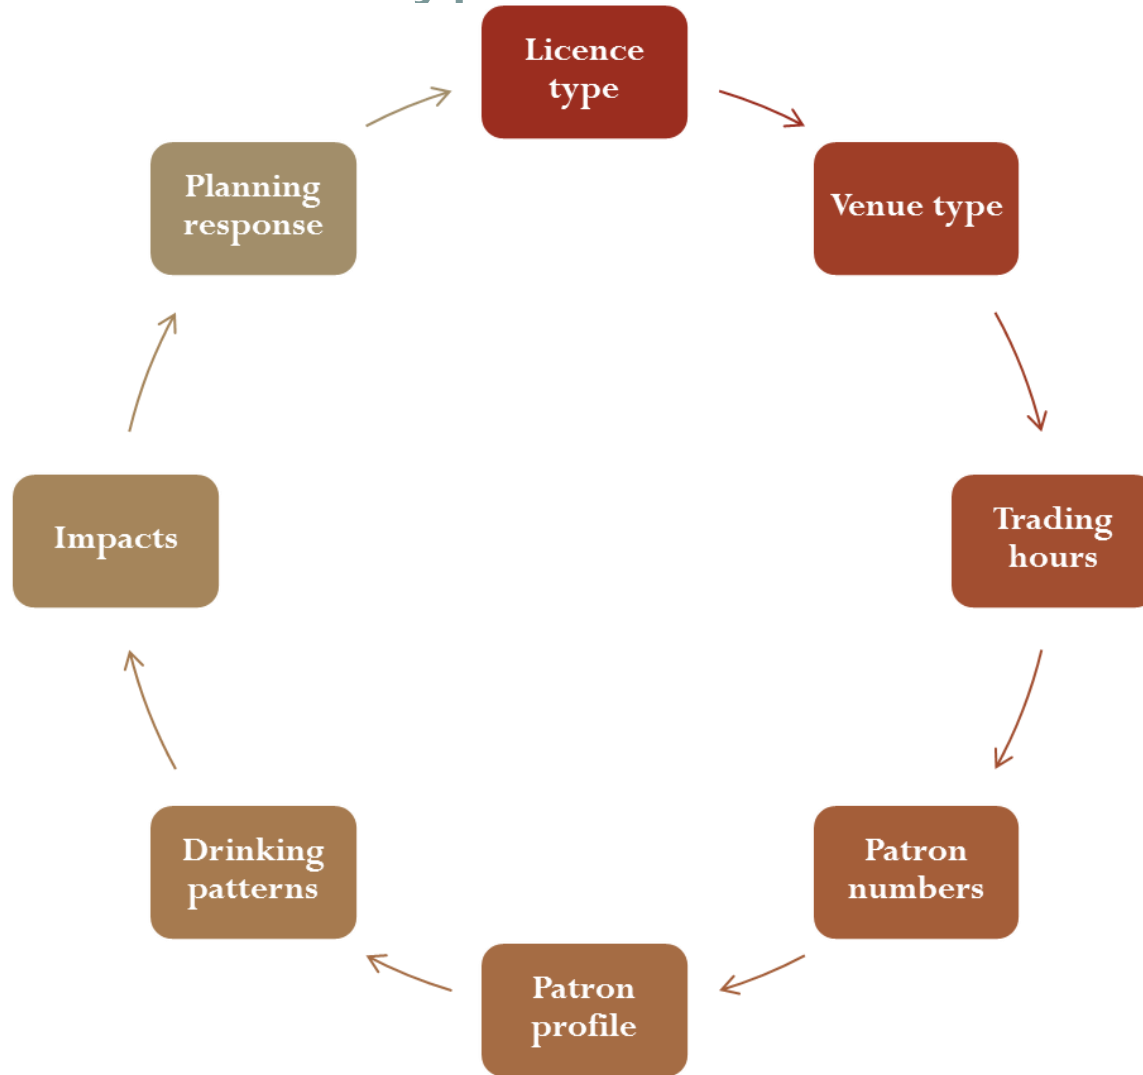 Licence
type
Venue type
Trading
hours
Patron
numbers
Patron
profile
Drinking
patterns
Impacts
Planning
response